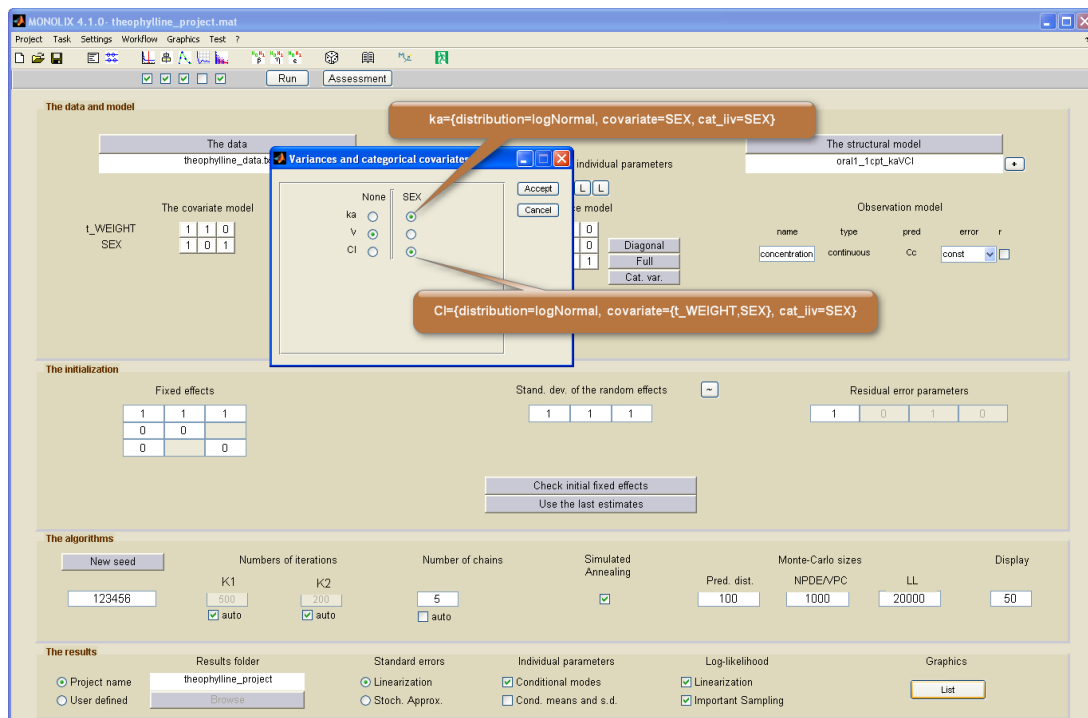 MONOLIX 4.1.0- theophylline_project.mat
Project Task Settings Workflow Graphics Test ?
Run Assessment
The data and model
ka={distribution=logNormal, covariate=SEX, cat_iiv=SEX}
The data
The structural model
theophylline_data.t
oral1_1cpt_kaVCl
+
Variances and categorical covariates
individual parameters
L L
None SEX
Accept
Cancel
ka
V
Cl
The covariate model
t_WEIGHT 1 1 0
SEX 1 0 1
ce model
0
0
1
Diagonal
Full
Cat. var.
Observation model
name type pred error r
concentration continuous Cc const
Cl={distribution=logNormal, covariate={t_WEIGHT,SEX}, cat_iiv=SEX}
The initialization
Fixed effects
Stand. dev. of the random effects
~
Residual error parameters
1 1 1
0 0
0 0
1 1 1
1 0 1 0
Check initial fixed effects
Use the last estimates
The algorithms
New seed
Numbers of iterations
Number of chains
Simulated
Annealing
Monte-Carlo sizes
Display
K1 K2
Pred. dist. NPDE/VPC LL
123456 500 200 5 100 1000 20000 50
auto auto auto
The results
Results folder
Standard errors
Individual parameters
Log-likelihood
Graphics
Project name theophylline_project Linearization Conditional modes Linearization
List
User defined Browse Stoch. Approx. Cond. means and s.d. Important Sampling